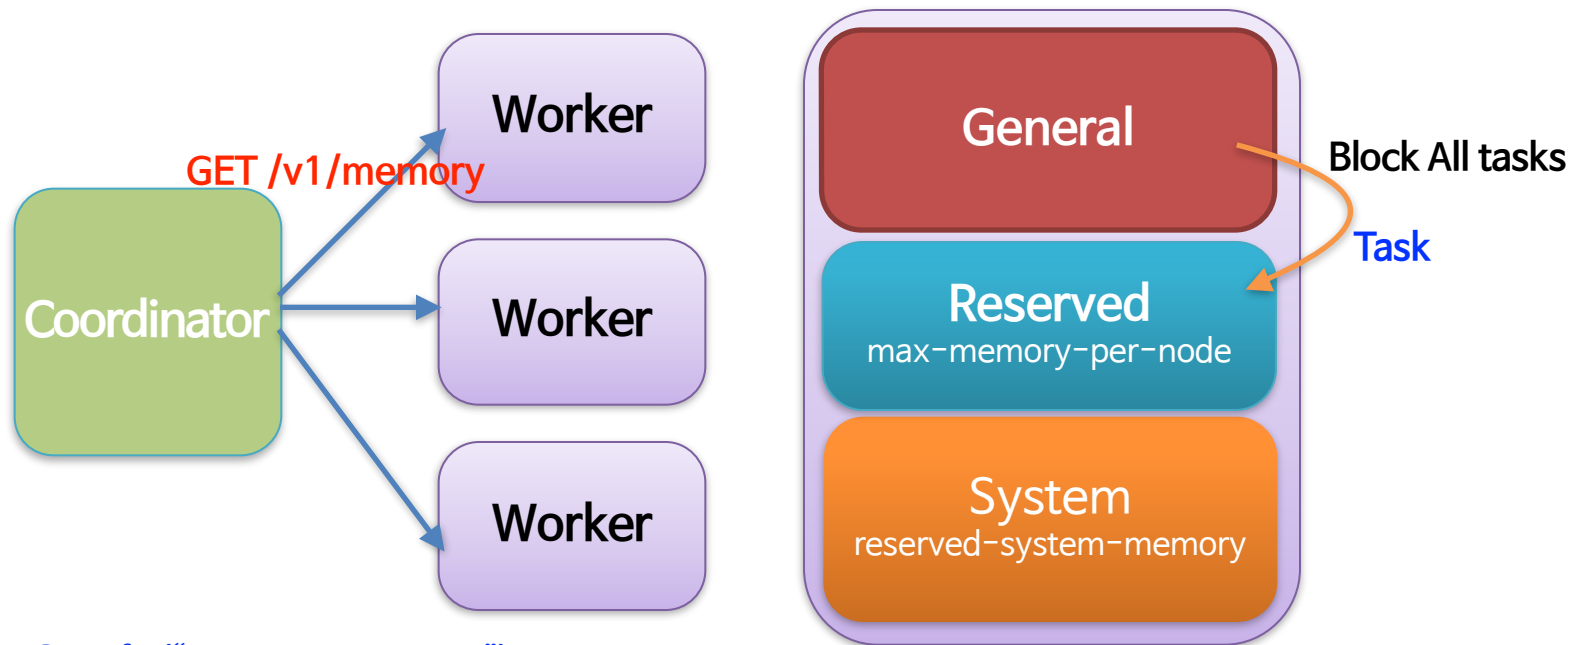 Worker
GET /v1/memory
Coordinator
Worker
Worker
General
Block All tasks
Task
Reserved
max-memory-per-node
System
reserved-system-memory